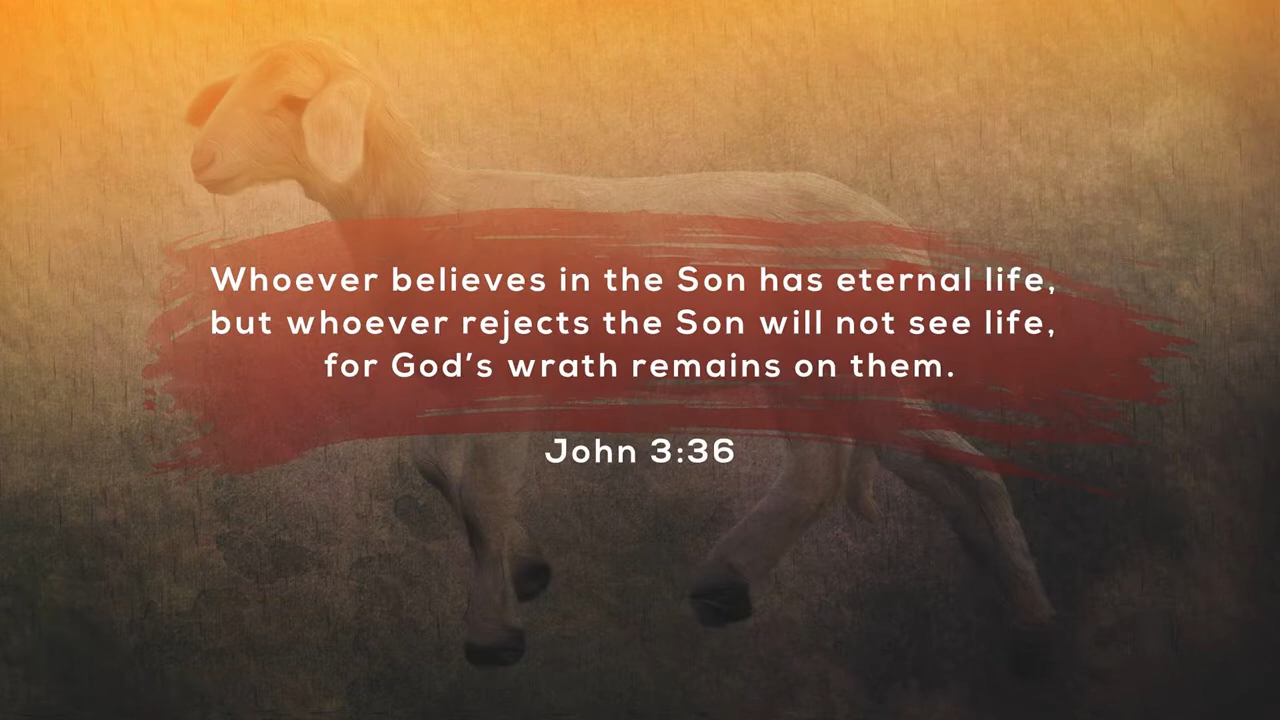 Whoever believes in the Son has eternal life,
but whoever rejects the Son will not see life,
for God’s wrath remains on them.
John 3:36